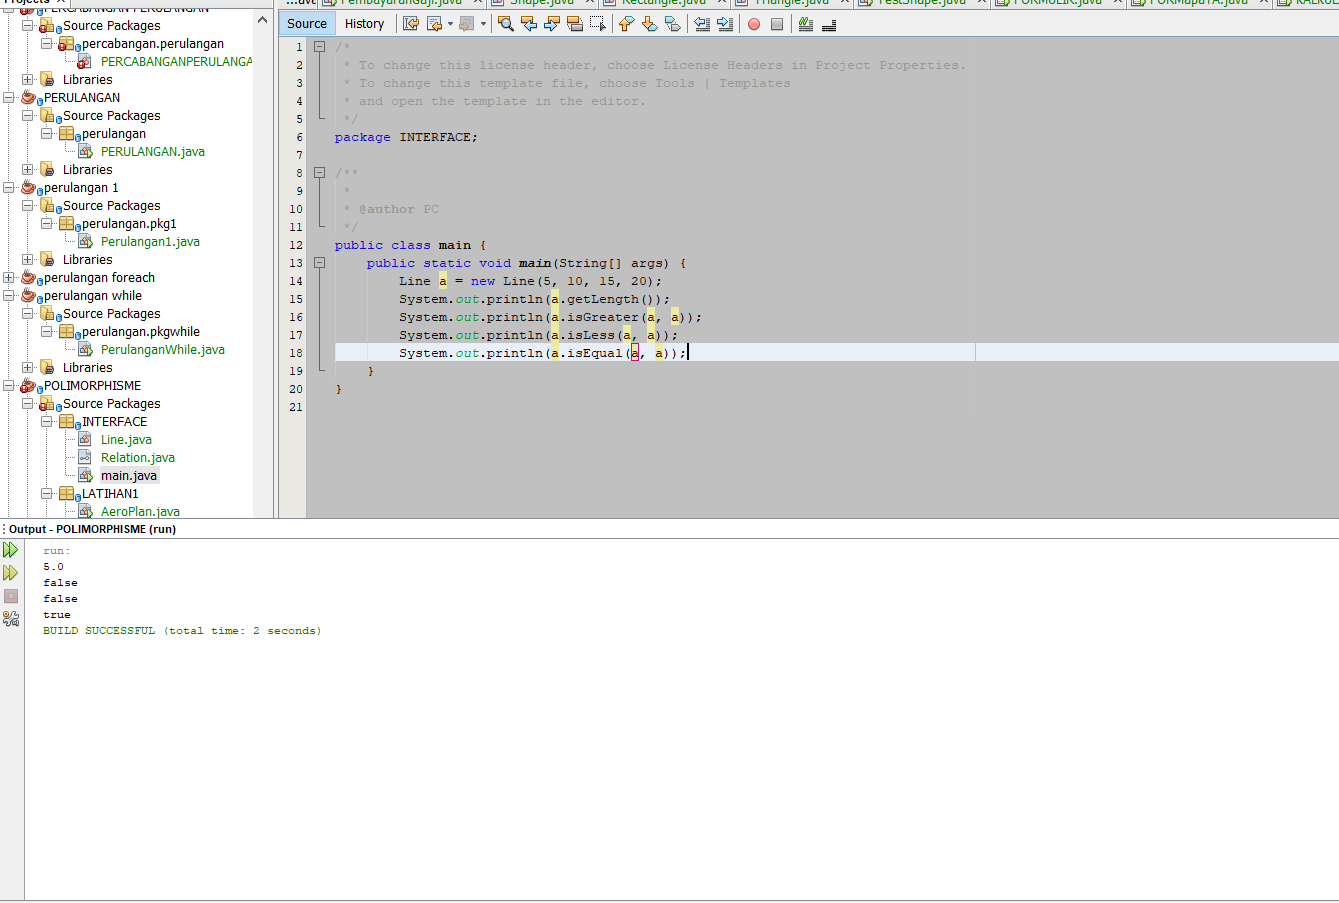 Projects
PERCABANGAN PERULANGAN
Source Packages
percabangan.perulangan
PERCABANGANPERULANGA
Libraries
PERULANGAN
Source Packages
perulangan
PERULANGAN.java
Libraries
perulangan 1
Source Packages
perulangan.pkg1
Perulangan1.java
Libraries
perulangan foreach
perulangan while
Source Packages
perulangan.pkgwhile
PerulanganWhile.java
Libraries
POLIMORPHISME
Source Packages
INTERFACE
Line.java
Relation.java
main.java
LATIHAN1
AeroPlan.java
...ava PembayaranGaji.java Shape.java Rectangle.java Triangle.java TestShape.java
Source History
1 /*
2 * To change this license header, choose License Headers in Project Properties.
3 * To change this template file, choose Tools | Templates
4 * and open the template in the editor.
5 */
6 package INTERFACE;
7
8 /**
9 *
10 * @author PC
11 */
12 public class main {
13 public static void main(String[] args) {
14 Line a = new Line(5, 10, 15, 20);
15 System.out.println(a.getLength());
16 System.out.println(a.isGreater(a, a));
17 System.out.println(a.isLess(a, a));
18 System.out.println(a.isEqual(a, a));
19 }
20 }
21
Output - POLIMORPHISME (run)
run:
5.0
false
false
true
BUILD SUCCESSFUL (total time: 2 seconds)